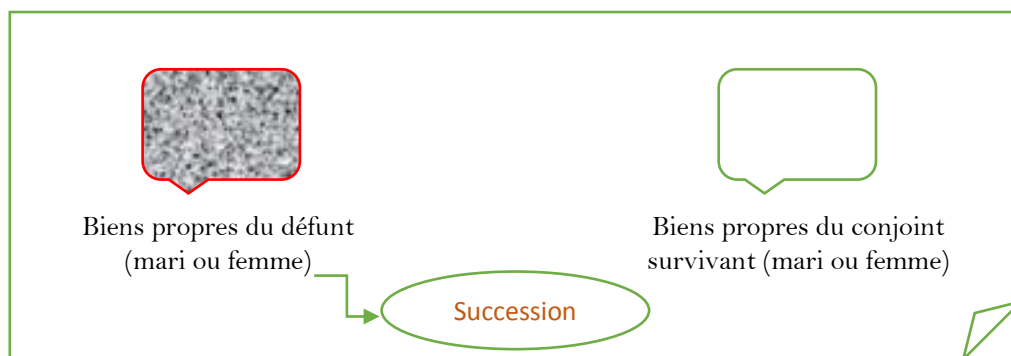 Biens propres du défunt
(mari ou femme)
Biens propres du conjoint
survivant (mari ou femme)
Succession